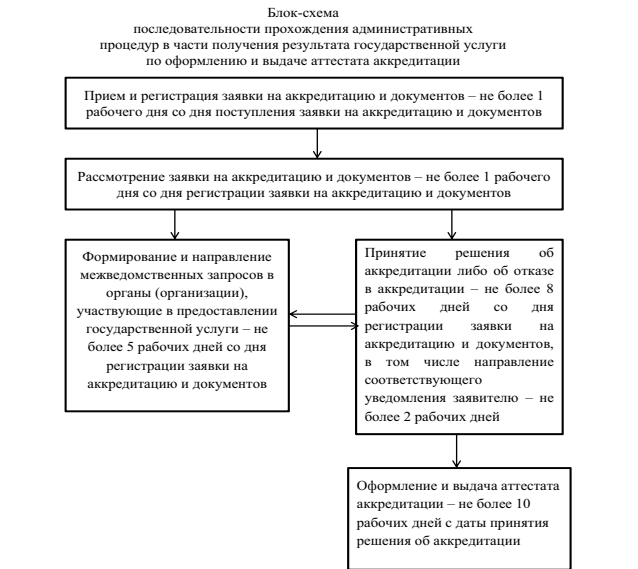 Блок-схема
последовательности прохождения административных
процедур в части получения результата государственной услуги
по оформлению и выдаче аттестата аккредитации
Прием и регистрация заявки на аккредитацию и документов – не более 1
рабочего дня со дня поступления заявки на аккредитацию и документов
Рассмотрение заявки на аккредитацию и документов – не более 1 рабочего
дня со дня регистрации заявки на аккредитацию и документов
Формирование и направление
межведомственных запросов в
органы (организации),
участвующие в предоставлении
государственной услуги – не
более 5 рабочих дней со дня
регистрации заявки на
аккредитацию и документов
Принятие решения об
аккредитации либо об отказе
в аккредитации – не более 8
рабочих дней со дня
регистрации заявки на
аккредитацию и документов,
в том числе направление
соответствующего
уведомления заявителю – не
более 2 рабочих дней
Оформление и выдача аттестата
аккредитации – не более 10
рабочих дней с даты принятия
решения об аккредитации